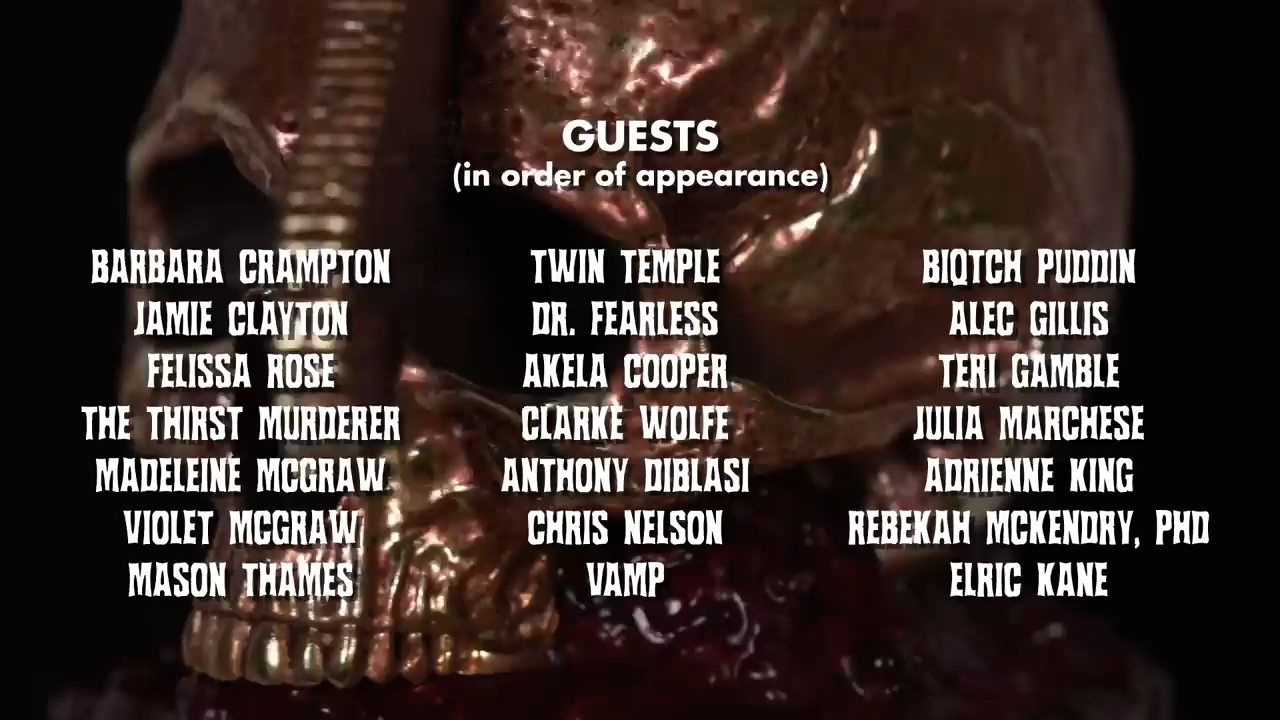 GUESTS
(in order of appearance)
BARBARA CRAMPTON
JAMIE CLAYTON
FELISSA ROSE
THE THIRST MURDERER
MADELEINE MCGRAW
VIOLET MCGRAW
MASON THAMES
TWIN TEMPLE
DR. FEARLESS
AKELA COOPER
CLARKE WOLFE
ANTHONY DIBLASI
CHRIS NELSON
VAMP
BIQTCH PUDDIN
ALEC GILLIS
TERI GAMBLE
JULIA MARCHESE
ADRIENNE KING
REBEKAH MCKENDRY, PHD
ELRIC KANE